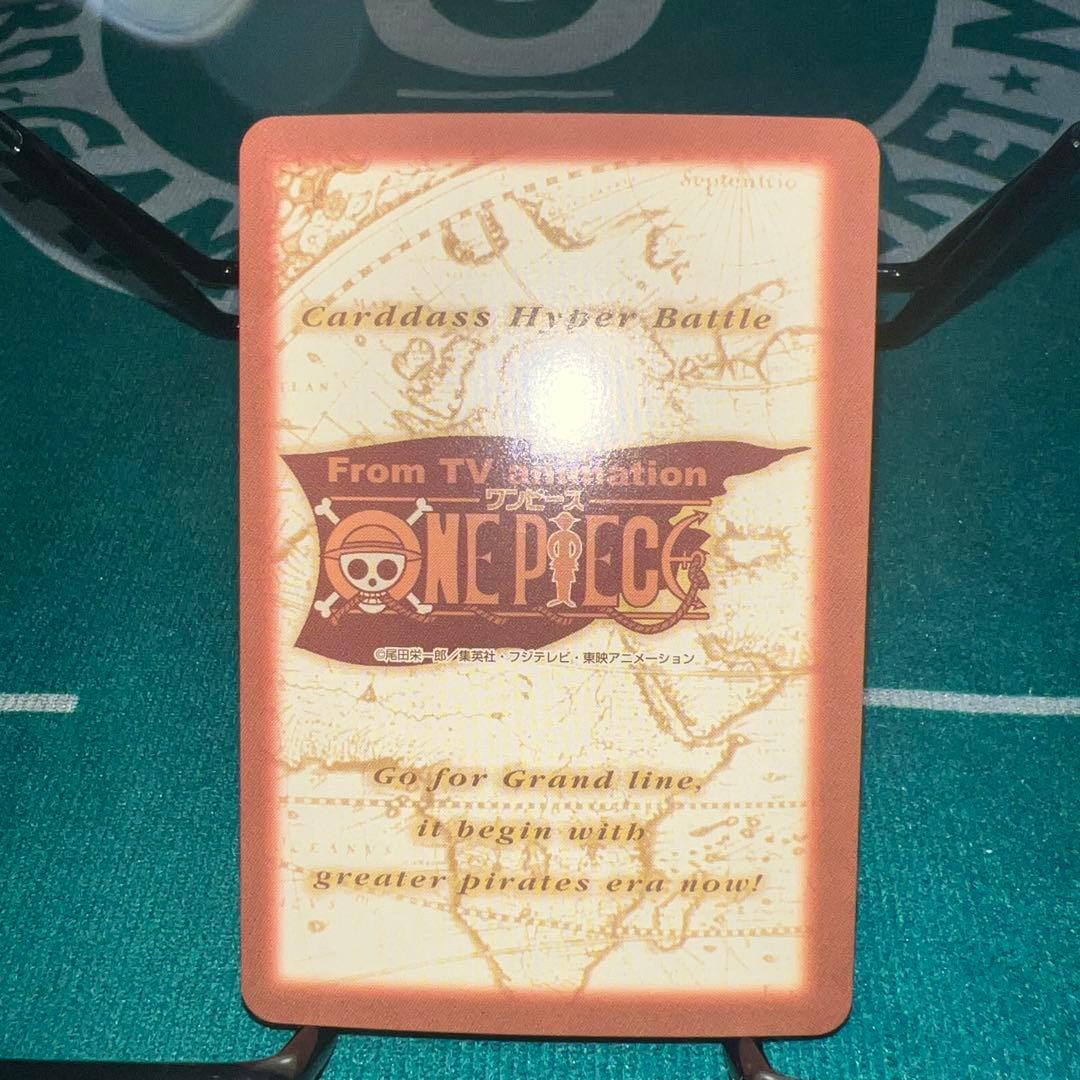 Septentrio
Carddass Hyper Battle
From TV animation
ワンピース
ONE PIECE
©尾田栄一郎／集英社・フジテレビ・東映アニメーション
Go for Grand line,
it begin with
greater pirates era now!